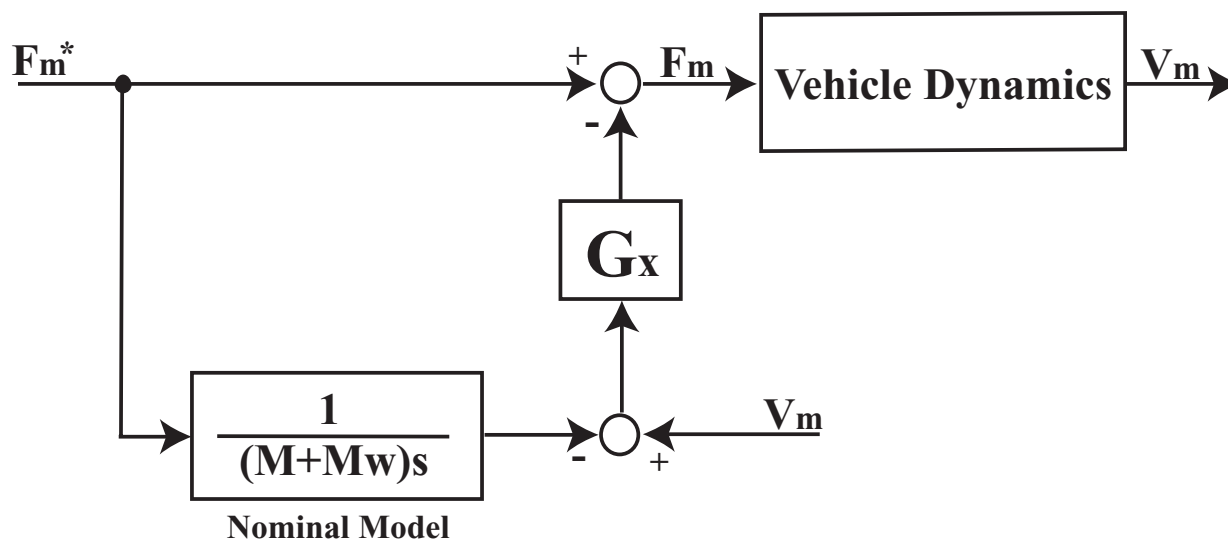 Fm*
+
Fm
Vehicle Dynamics
Vm
-
Gx
1
(M+Mw)s
-
+
Vm
Nominal Model